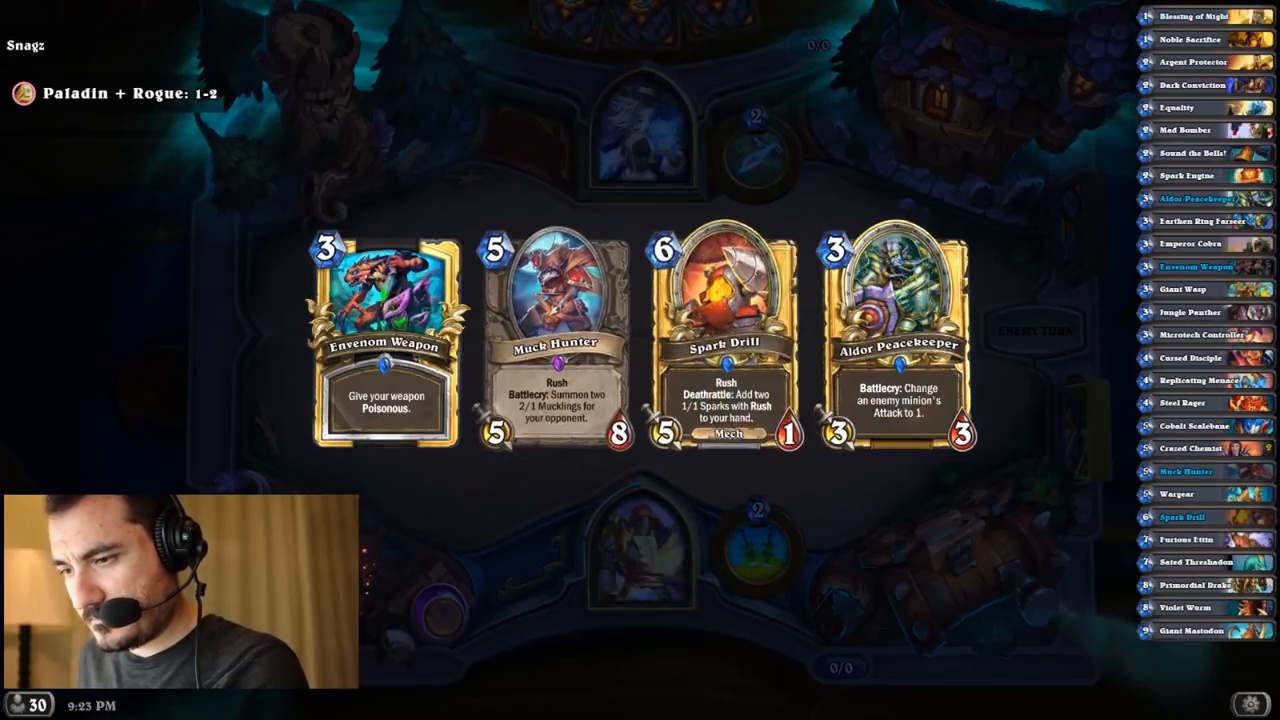 Snagz
Paladin + Rogue: 1-2
0/0
2
ENEMY TURN
3
Envenom Weapon
Give your weapon
Poisonous.
5
Muck Hunter
Rush
Battlecry: Summon two
2/1 Mucklings for
your opponent.
5
8
6
Spark Drill
Rush
Deathrattle: Add two
1/1 Sparks with Rush
to your hand.
Mech
5
1
3
Aldor Peacekeeper
Battlecry: Change
an enemy minion's
Attack to 1.
3
3
2
0/0
30
9:23 PM
1 Blessing of Might
1 Noble Sacrifice
2 Argent Protector
2 Dark Conviction
2 Equality
2 Mad Bomber
2 Sound the Bells!
2 Spark Engine
3 Aldor Peacekeeper
3 Earthen Ring Farseer
3 Emperor Cobra
3 Envenom Weapon
3 Giant Wasp
3 Jungle Panther
3 Microtech Controller
4 Cursed Disciple
4 Replicating Menace
4 Steel Rager
5 Cobalt Scalebane
5 Crazed Chemist 2
5 Muck Hunter
5 Wargear
6 Spark Drill
7 Furious Ettin
7 Sated Threshadon
8 Primordial Drake
8 Violet Wurm
9 Giant Mastodon